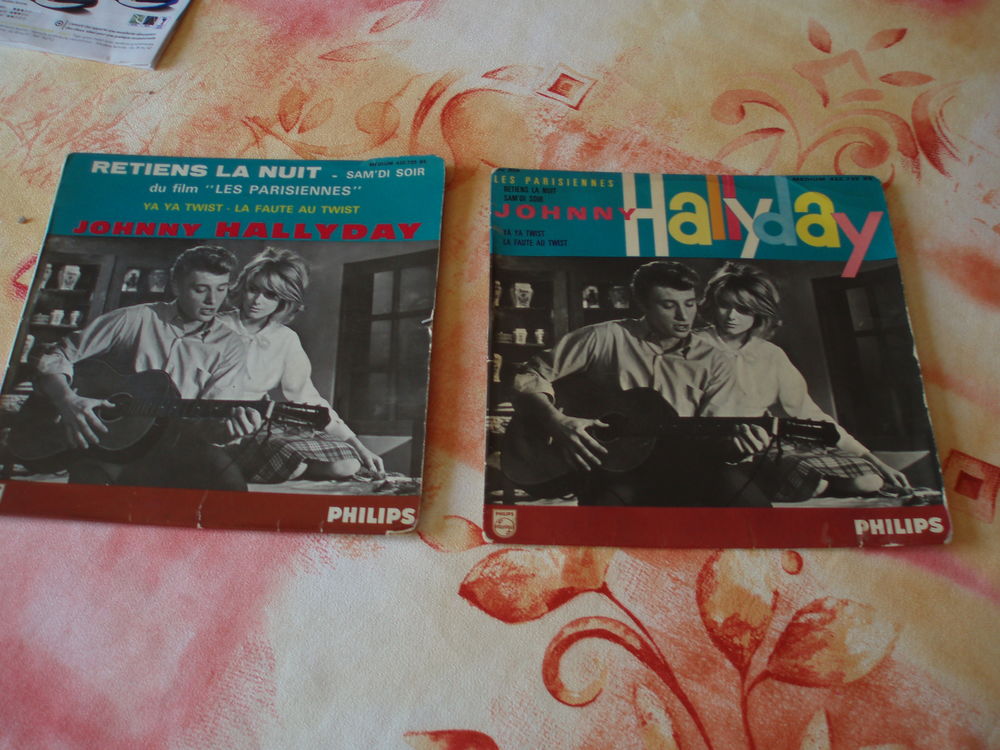 RETIENS LA NUIT - SAM'DI SOIR
du film "LES PARISIENNES"
YA YA TWIST - LA FAUTE AU TWIST
JOHNNY HALLYDAY
PHILIPS
LES PARISIENNES
RETIENS LA NUIT
SAM'DI SOIR
JOHNNY Hallyday
YA YA TWIST
LA FAUTE AU TWIST
PHILIPS
PHILIPS